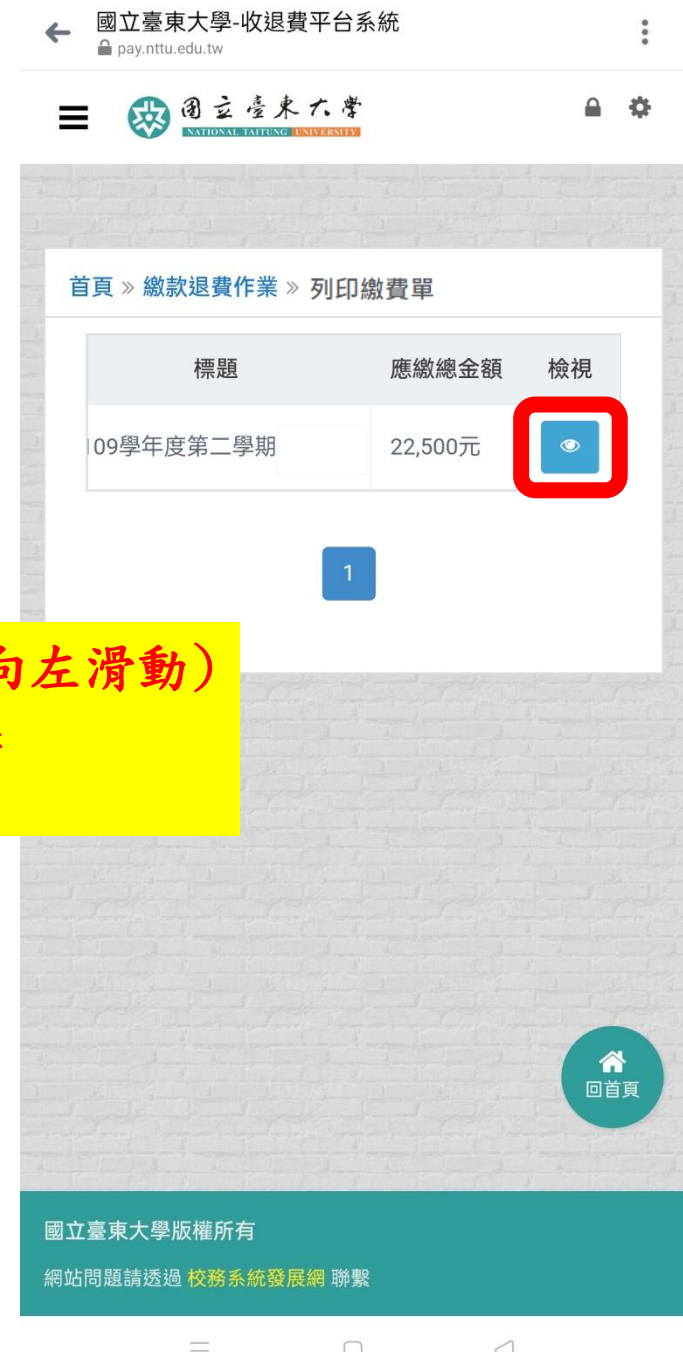 國立臺東大學-收退費平台系統
pay.nttu.edu.tw
國立臺東大學
NATIONAL TAITUNG UNIVERSITY
首頁 » 繳款退費作業 » 列印繳費單
標題 應繳總金額 檢視
109學年度第二學期 22,500元
1
向左滑動)
回首頁
國立臺東大學版權所有
網站問題請透過 校務系統發展網 聯繫